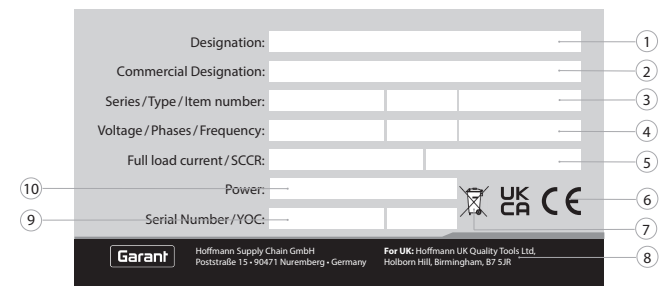 Designation:
1
Commercial Designation:
2
Series/Type/Item number:
3
Voltage/Phases/Frequency:
4
Full load current/SCCR:
5
10
Power:
UK
CA
CE
6
9
Serial Number/YOC:
7
Garant
Hoffmann Supply Chain GmbH
Poststraße 15 • 90471 Nuremberg • Germany
For UK: Hoffmann UK Quality Tools Ltd,
Holborn Hill, Birmingham, B7 5JR
8